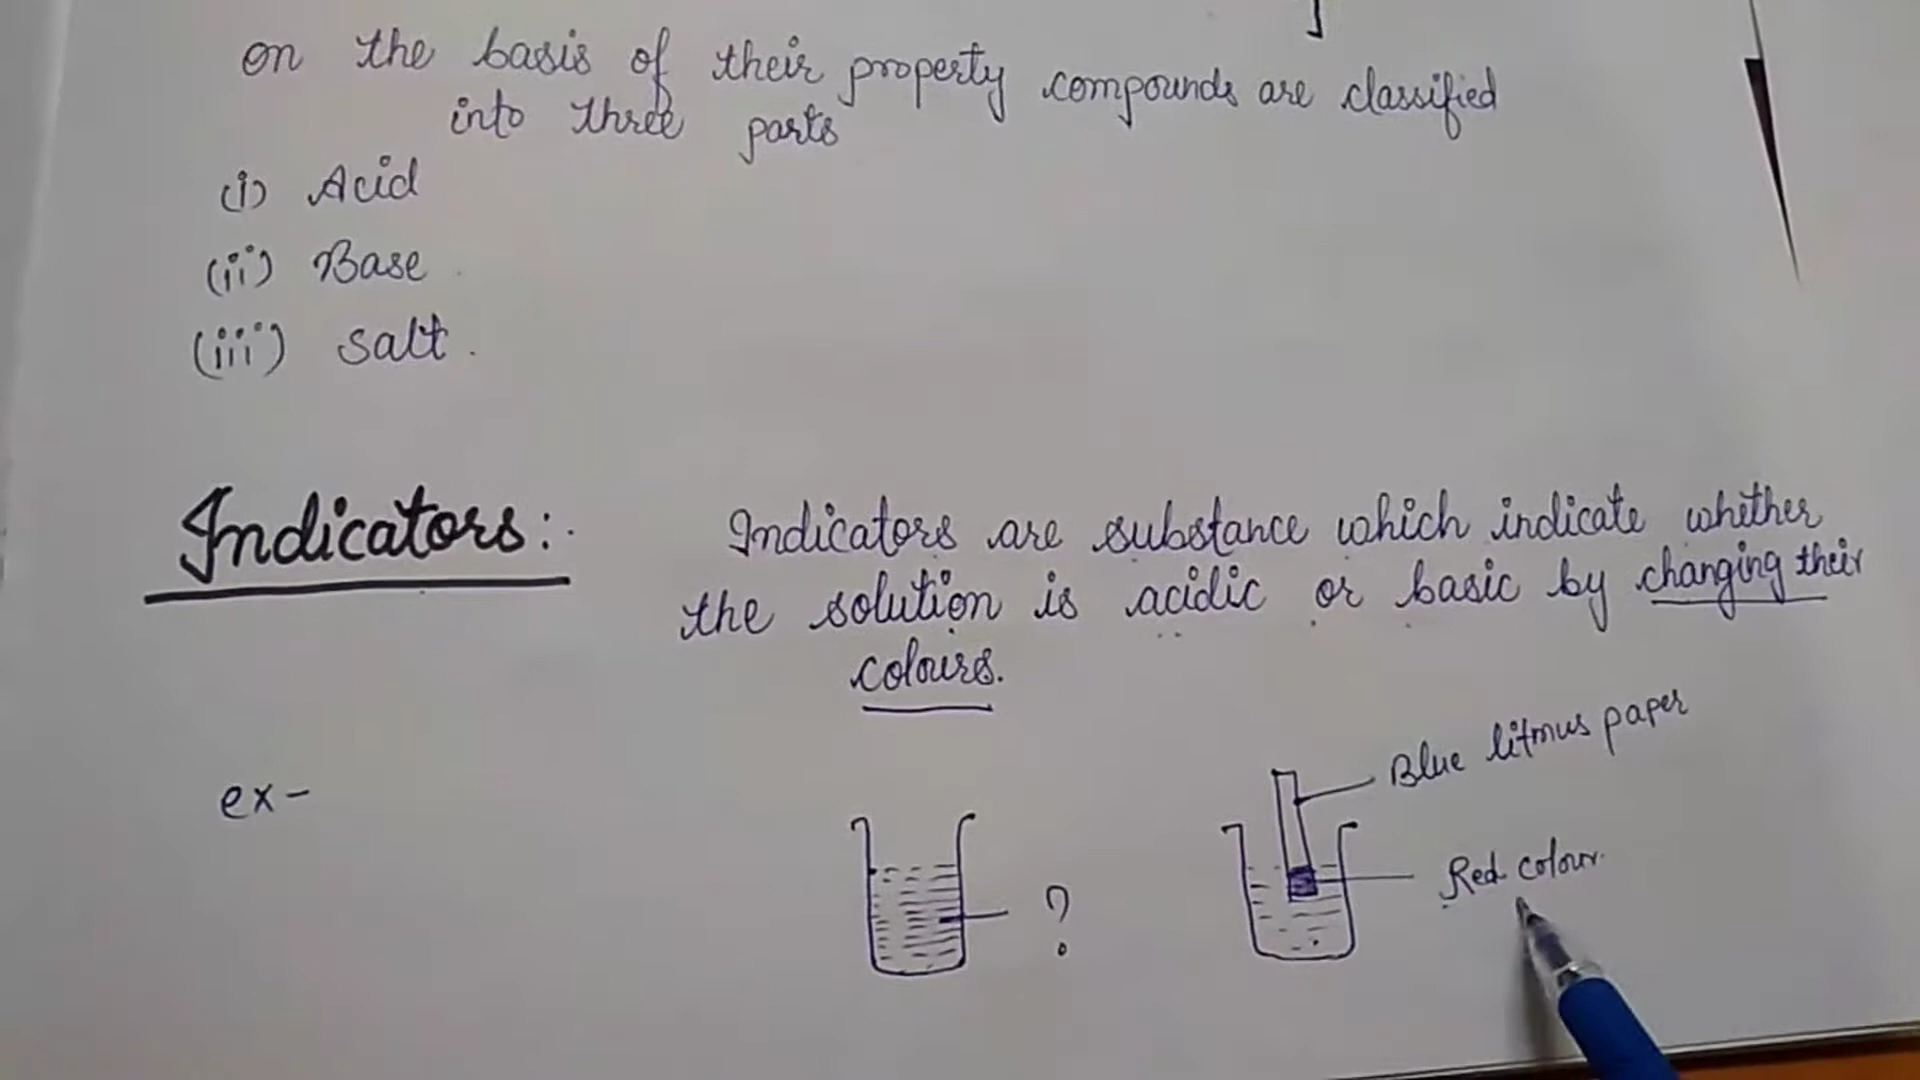 on the basis of their property compounds are classified
into three parts
(i) Acid
(ii) Base
(iii) Salt.
Indicators:- Indicators are substance which indicate whether
the solution is acidic or basic by changing their
colours.
ex-
Blue litmus paper
Red colour.
?